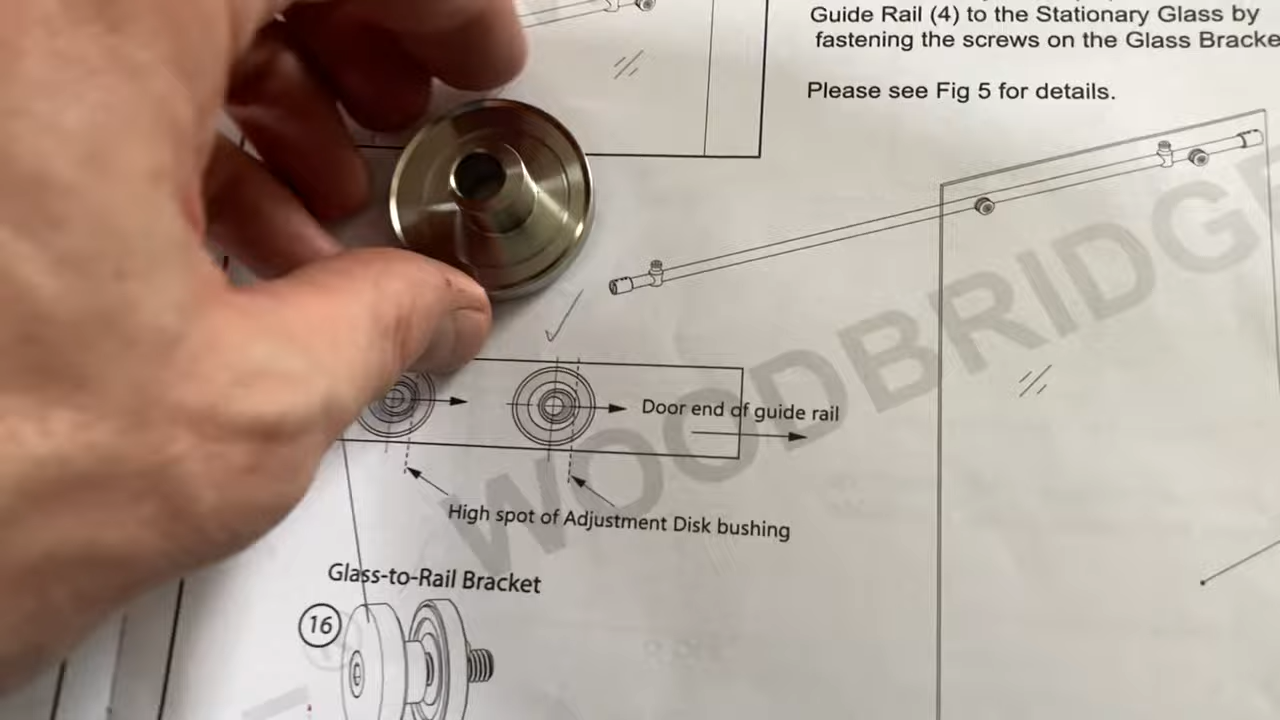 Guide Rail (4) to the Stationary Glass by
fastening the screws on the Glass Bracke
Please see Fig 5 for details.
Door end of guide rail
High spot of Adjustment Disk bushing
Glass-to-Rail Bracket
16
WOODBRIDGE